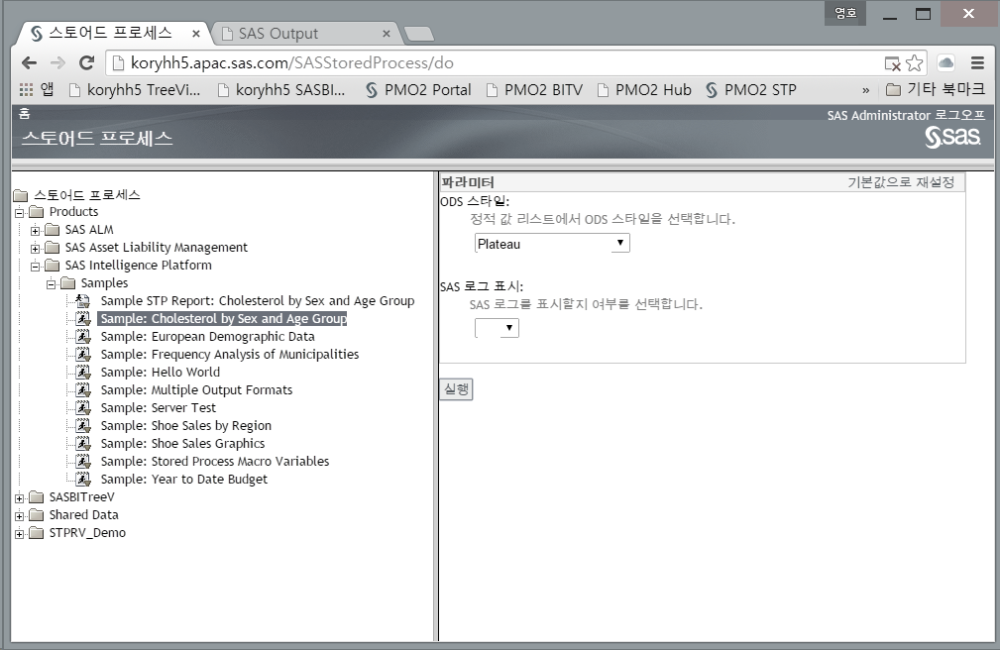 영호
스토어드 프로세스
SAS Output
koryhh5.apac.sas.com/SASStoredProcess/do
앱 koryhh5 TreeVi... koryhh5 SASBI... PMO2 Portal PMO2 BITV PMO2 Hub PMO2 STP » 기타 북마크
홈
SAS Administrator 로그오프
스토어드 프로세스
sas
스토어드 프로세스
Products
SAS ALM
SAS Asset Liability Management
SAS Intelligence Platform
Samples
Sample STP Report: Cholesterol by Sex and Age Group
Sample: Cholesterol by Sex and Age Group
Sample: European Demographic Data
Sample: Frequency Analysis of Municipalities
Sample: Hello World
Sample: Multiple Output Formats
Sample: Server Test
Sample: Shoe Sales by Region
Sample: Shoe Sales Graphics
Sample: Stored Process Macro Variables
Sample: Year to Date Budget
SASBITreeV
Shared Data
STPRV_Demo
파라미터
기본값으로 재설정
ODS 스타일:
정적 값 리스트에서 ODS 스타일을 선택합니다.
Plateau
SAS 로그 표시:
SAS 로그를 표시할지 여부를 선택합니다.
실행